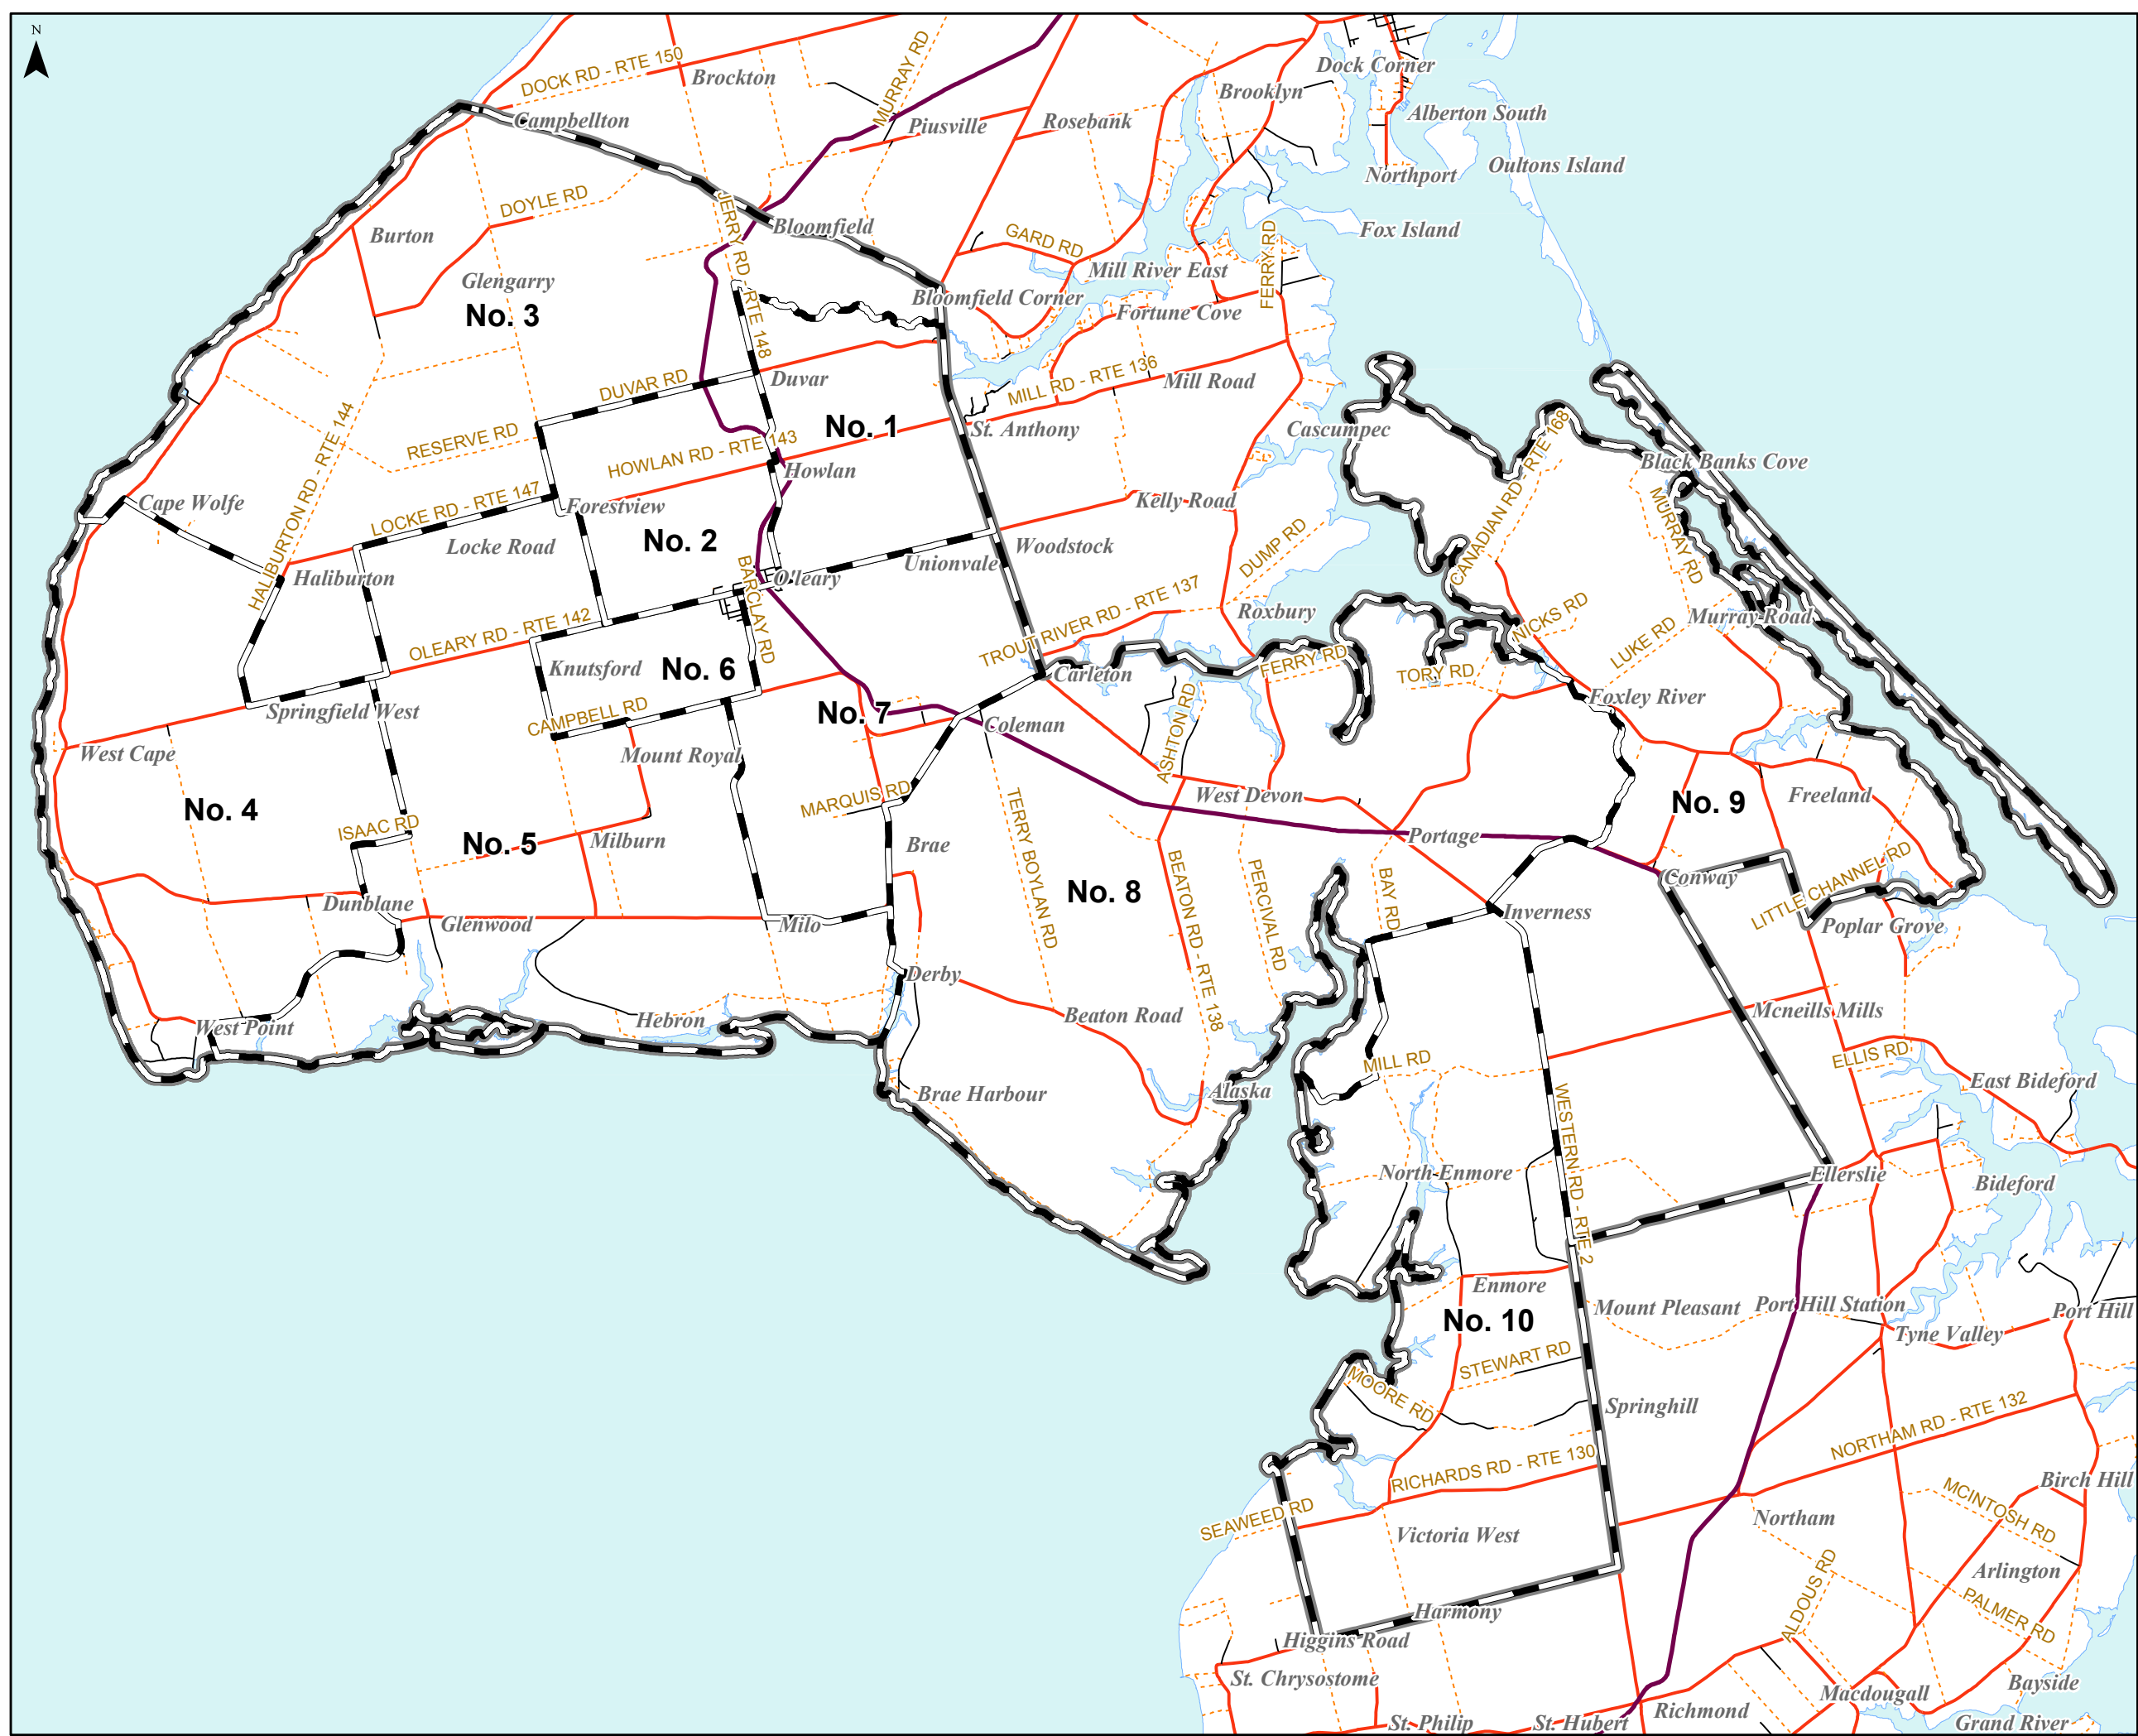 N
DOCK RD - RTE 150
Brockton
MURRAY RD
Dock Corner
Brooklyn
Campbellton
Piusville
Rosebank
Alberton South
Oultons Island
Northport
DOYLE RD
JERRY RD - RTE 148
Burton
Bloomfield
GARD RD
FERRY RD
Fox Island
Glengarry
Mill River East
Bloomfield Corner
Fortune Cove
No. 3
DUVAR RD
Duvar
MILL RD - RTE 136
Mill Road
HALIBURTON RD - RTE 144
RESERVE RD
HOWLAN RD - RTE 143
No. 1
St. Anthony
Cascumpec
CANADIAN RD - RTE 168
Black Banks Cove
Howlan
Cape Wolfe
LOCKE RD - RTE 147
Forestview
Kelly Road
MURRAY RD
Locke Road
No. 2
Unionvale
Woodstock
DUMP RD
Haliburton
BARCLAY RD
O'leary
Roxbury
NICKS RD
Murray Road
OLEARY RD - RTE 142
TROUT RIVER RD - RTE 137
LUKE RD
Knutsford
No. 6
Carleton
FERRY RD
TORY RD
Foxley River
Springfield West
CAMPBELL RD
No. 7
Coleman
ASHTON RD
West Cape
Mount Royal
West Devon
Freeland
No. 4
MARQUIS RD
No. 9
ISAAC RD
No. 5
Milburn
Brae
TERRY BOYLAN RD
Portage
LITTLE CHANNEL RD
No. 8
BEATON RD - RTE 138
PERCIVAL RD
BAY RD
Conway
Dunblane
Glenwood
Milo
Inverness
Poplar Grove
Derby
West Point
Hebron
Beaton Road
Mcneills Mills
MILL RD
ELLIS RD
Brae Harbour
Alaska
East Bideford
WESTERN RD - RTE 2
North Enmore
Ellerslie
Bideford
Enmore
Mount Pleasant
Port Hill Station
Port Hill
No. 10
Tyne Valley
STEWART RD
MOORE RD
Springhill
NORTHAM RD - RTE 132
RICHARDS RD - RTE 130
Birch Hill
SEAWEED RD
Victoria West
Northam
MCINTOSH RD
ALDOUS RD
Arlington
Harmony
PALMER RD
Higgins Road
St. Chrysostome
Bayside
Macdougall
Richmond
St. Philip
St. Hubert
Grand River